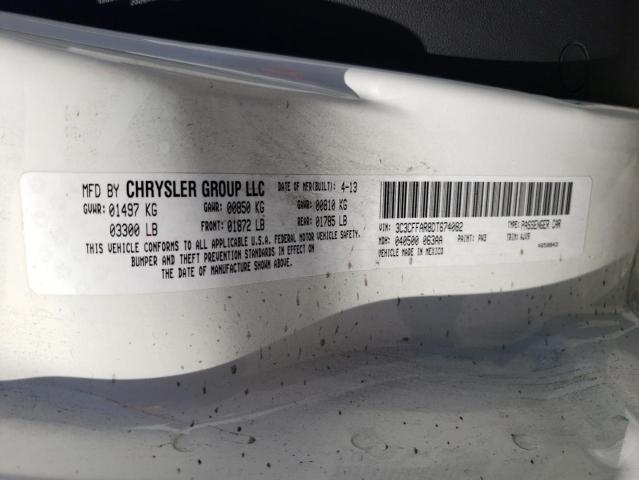 MFD BY CHRYSLER GROUP LLC DATE OF MFR(BUILT): 4-13
GVWR: 01497 KG GAWR: 00850 KG GAWR: 00810 KG
03300 LB FRONT: 01872 LB REAR: 01785 LB
THIS VEHICLE CONFORMS TO ALL APPLICABLE U.S.A. FEDERAL MOTOR VEHICLE SAFETY,
BUMPER AND THEFT PREVENTION STANDARDS IN EFFECT ON
THE DATE OF MANUFACTURE SHOWN ABOVE.
VIN: 3C3CFFAR8DT674082 TYPE: PASSENGER CAR
MDH: 040500 063AA PAINT: PW3 TRIM:
VEHICLE MADE IN MEXICO